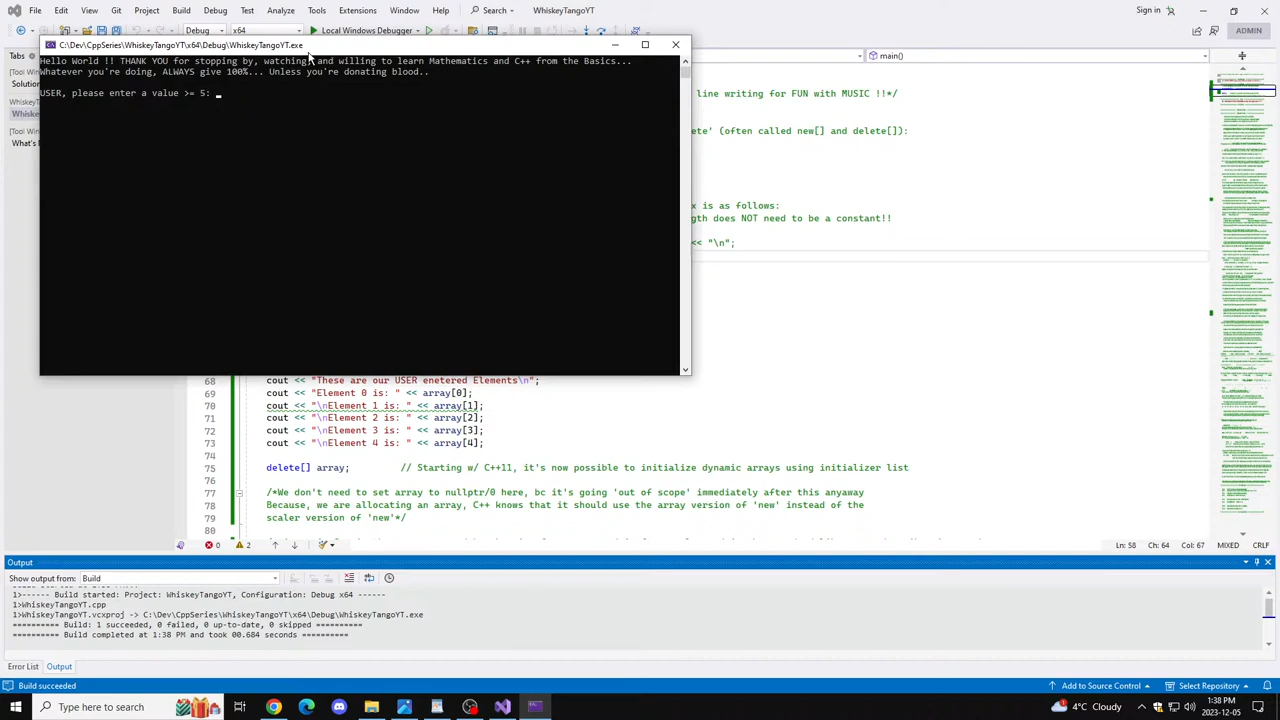 File Edit View Git Project Build Debug Test Analyze Tools Extensions Window Help Search WhiskeyTangoYT Sign in
Debug x64 Local Windows Debugger ADMIN
Tabs
C:\Dev\CppSeries\WhiskeyTangoYT\x64\Debug\WhiskeyTangoYT.exe
main()
Hello World !! THANK YOU for stopping by, watching, and willing to learn Mathematics and C++ from the Basics...
Whatever you're doing, ALWAYS give 100%... Unless you're donating blood..
USER, please enter a value >= 5:
line writing for FUN with MUSIC !!*/
[Tool Win
Solution
Whiskey
Whiske
[Tool Win
What's
(often called new[] and delete[]):
is as follows:
gth does NOT need to be a constant!!
<< "\n";
68 cout << "These are our USER enetered Elements\n";
69 cout << "Element 0 is: " << array[0];
70 cout << "\nElement 1 is: " << array[1];
71 cout << "\nElement 2 is: " << array[2];
72 cout << "\nElement 3 is: " << array[3];
73 cout << "\nElement 4 is: " << array[4];
74
75 delete[] array; // Starting w/ C++11, it's now possible to initialize dynamic arrays using initializer list
76
77 /*We don't need to set array to nullptr/0 here, bc it's going 'out of scope' immediately after this anyaway
78 Because, we are allocating an array, C++ knows that it should use the array version of 'new' instead of the
79 scaler version of 'new'*/
80
0 2 Ln: 58 Ch: 64 Col: 67 MIXED CRLF
Output
Show output from: Build
1>------ Build started: Project: WhiskeyTangoYT, Configuration: Debug x64 ------
1>WhiskeyTangoYT.cpp
1>WhiskeyTangoYT.vcxproj -> C:\Dev\CppSeries\WhiskeyTangoYT\x64\Debug\WhiskeyTangoYT.exe
========== Build: 1 succeeded, 0 failed, 0 up-to-date, 0 skipped ==========
========== Build completed at 1:38 PM and took 00.684 seconds ==========
Error List Output
Build succeeded Add to Source Control Select Repository
Type here to search 4°C Cloudy 1:38 PM
2023-12-05